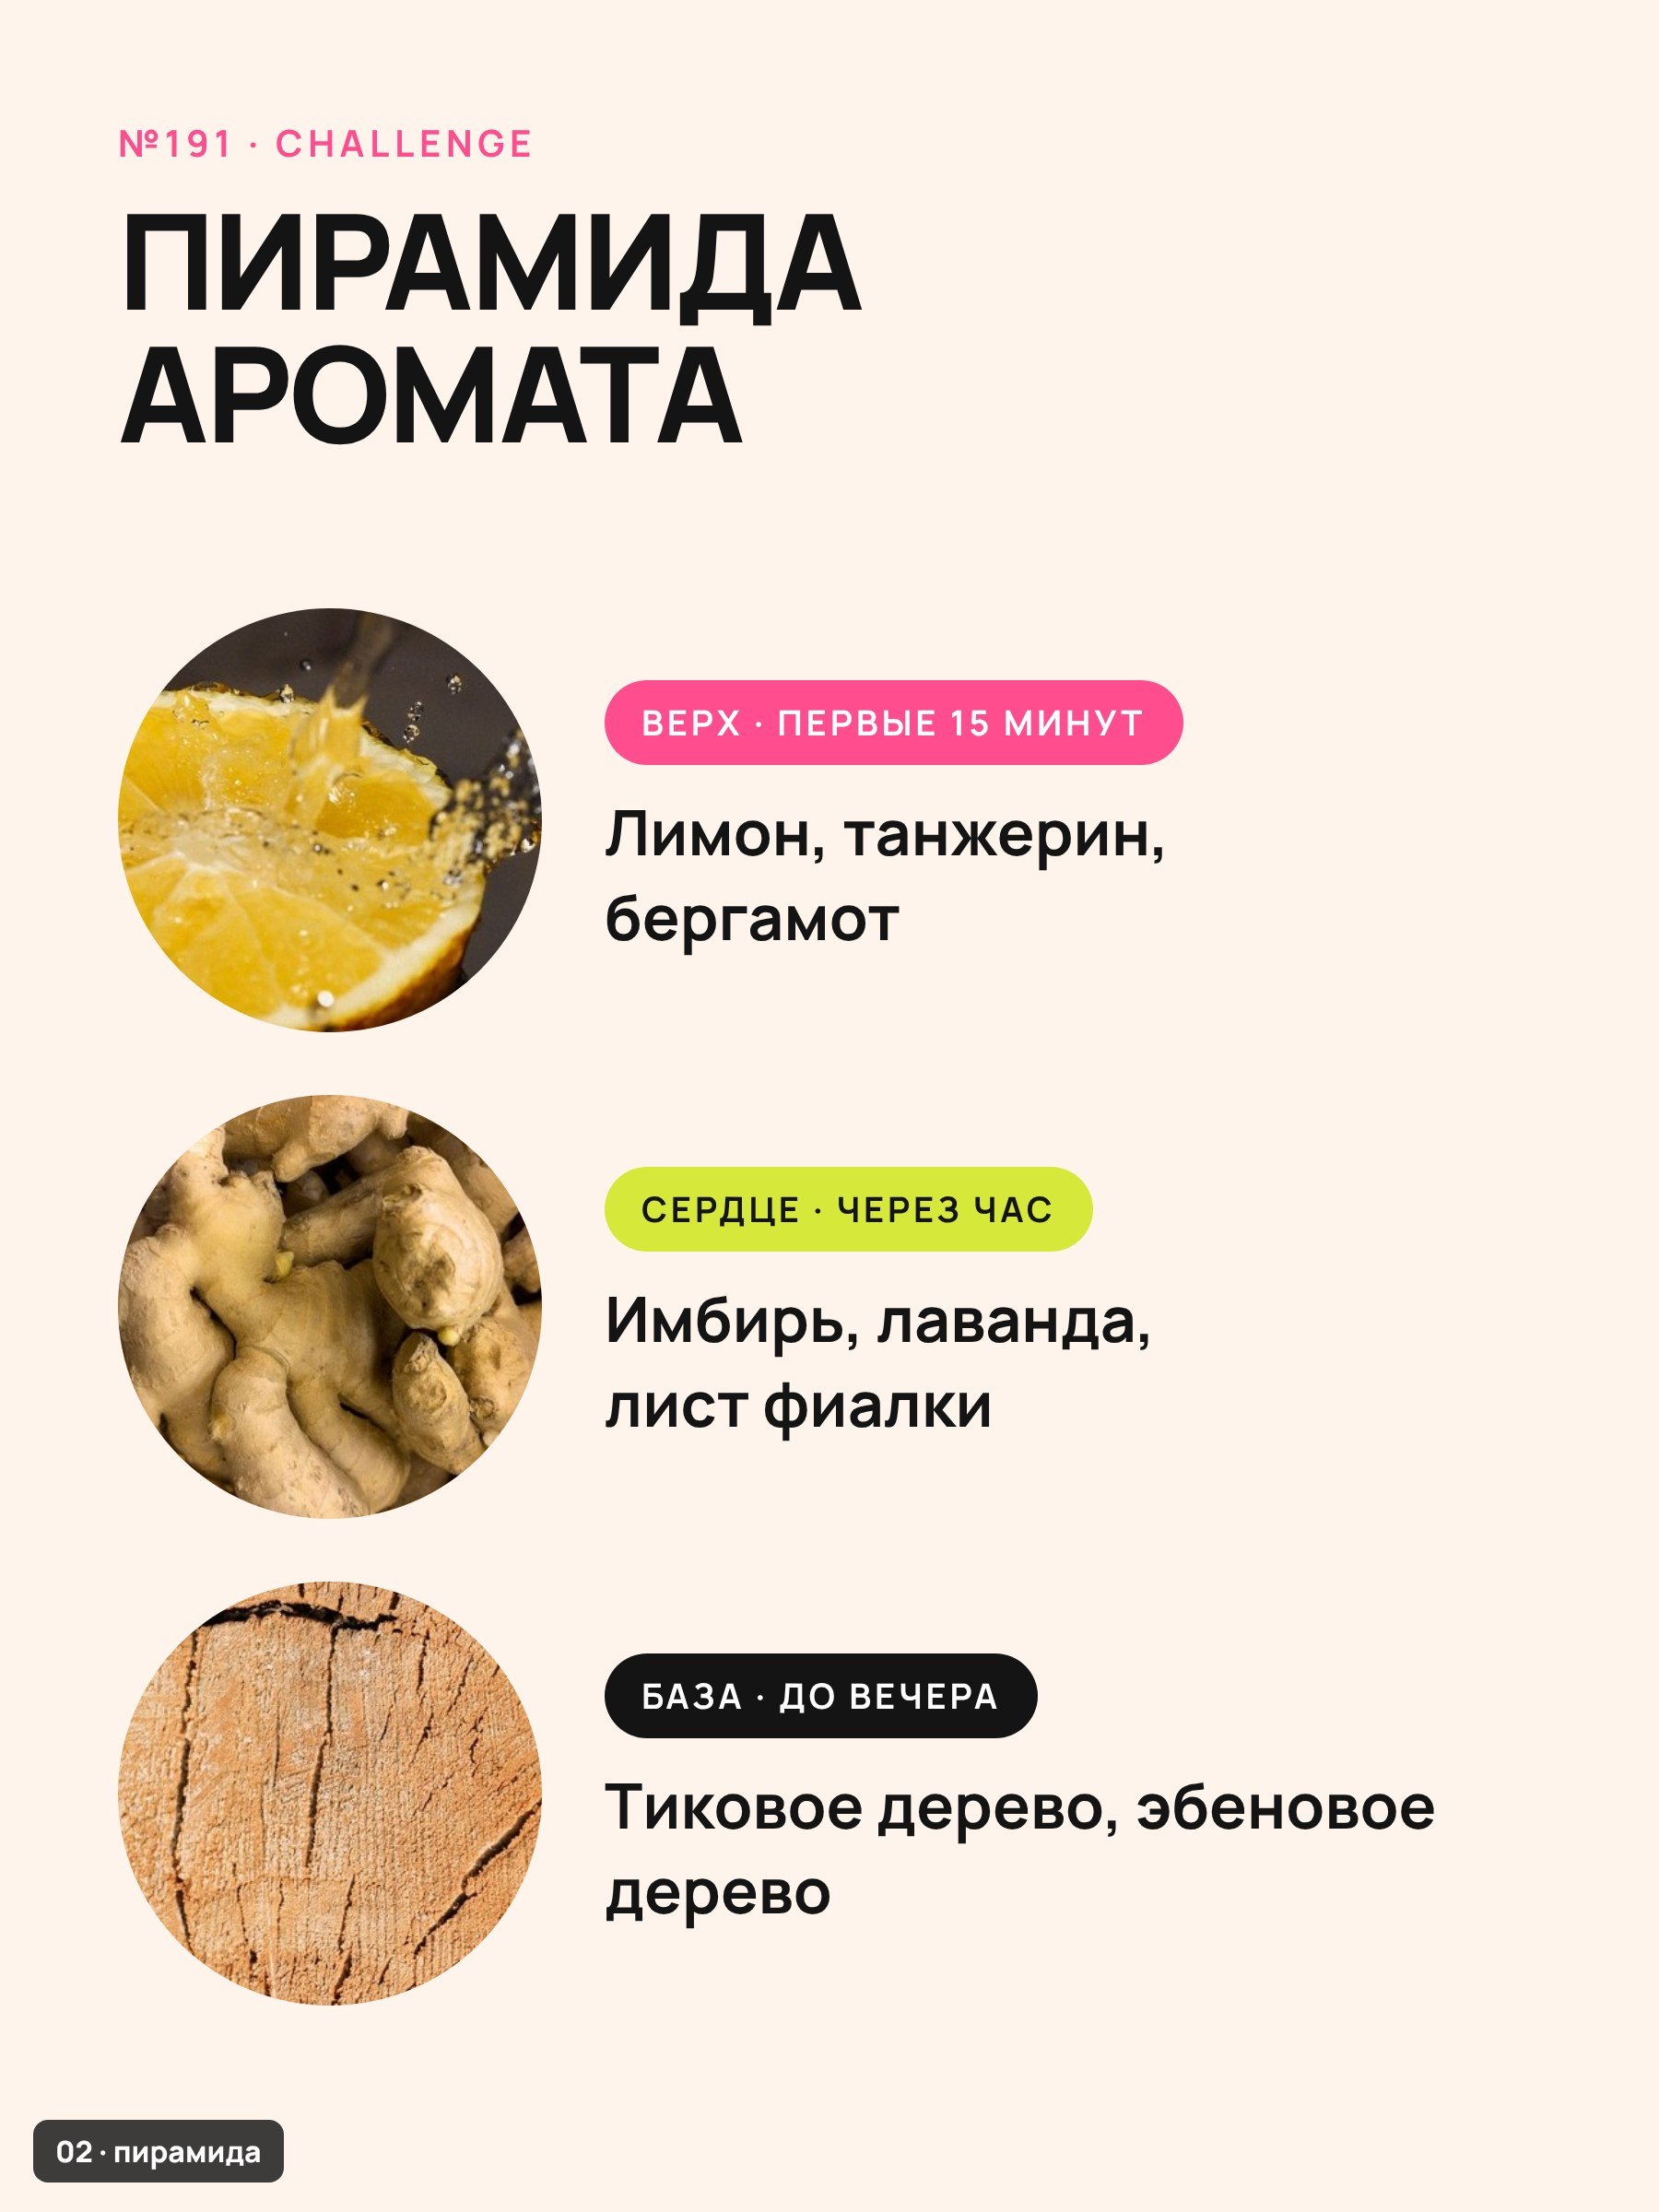 №191 · CHALLENGE
ПИРАМИДА
АРОМАТА
ВЕРХ · ПЕРВЫЕ 15 МИНУТ
Лимон, танжерин,
бергамот
СЕРДЦЕ · ЧЕРЕЗ ЧАС
Имбирь, лаванда,
лист фиалки
БАЗА · ДО ВЕЧЕРА
Тиковое дерево, эбеновое
дерево
02 · пирамида